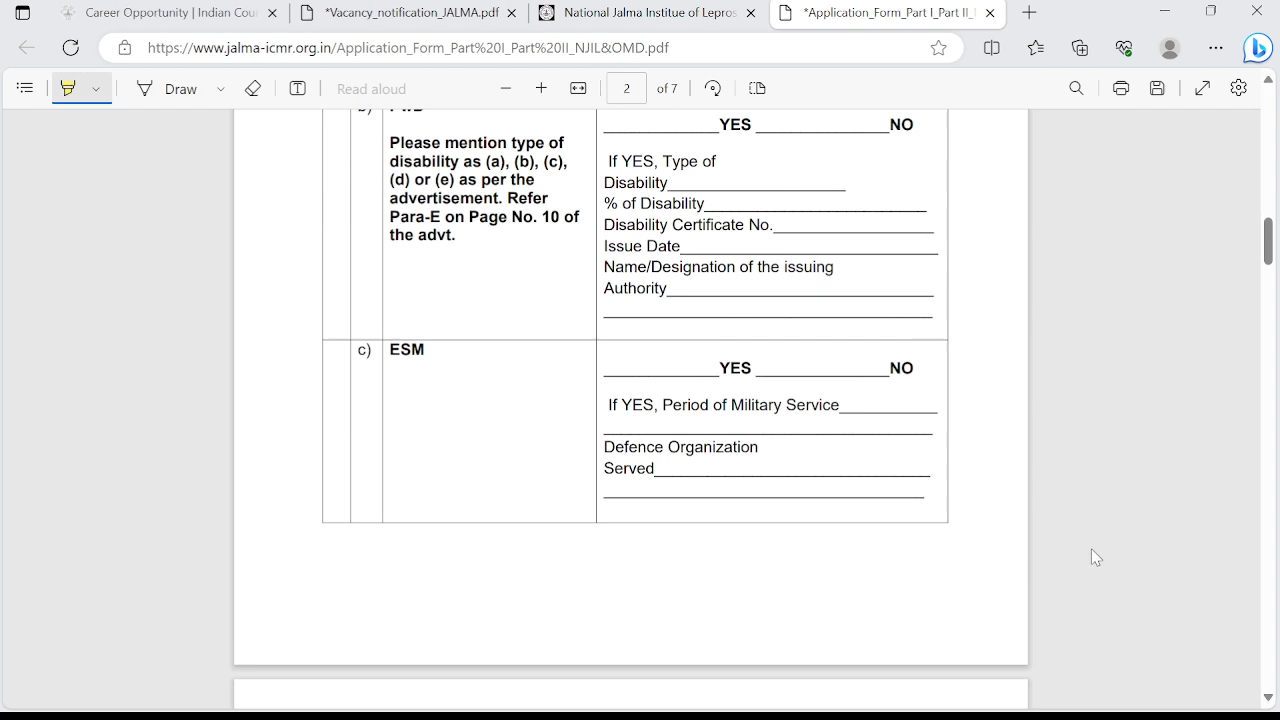 Career Opportunity | Indian Cou
*Vacancy_notification_JALMA.pdf
National Jalma Institue of Lepros
*Application_Form_Part I_Part II_
https://www.jalma-icmr.org.in/Application_Form_Part%20I_Part%20II_NJIL&OMD.pdf
Draw
Read aloud
2 of 7
YES NO
Please mention type of
disability as (a), (b), (c),
(d) or (e) as per the
advertisement. Refer
Para-E on Page No. 10 of
the advt.
If YES, Type of
Disability
% of Disability
Disability Certificate No.
Issue Date
Name/Designation of the issuing
Authority
c) ESM
YES NO
If YES, Period of Military Service
Defence Organization
Served